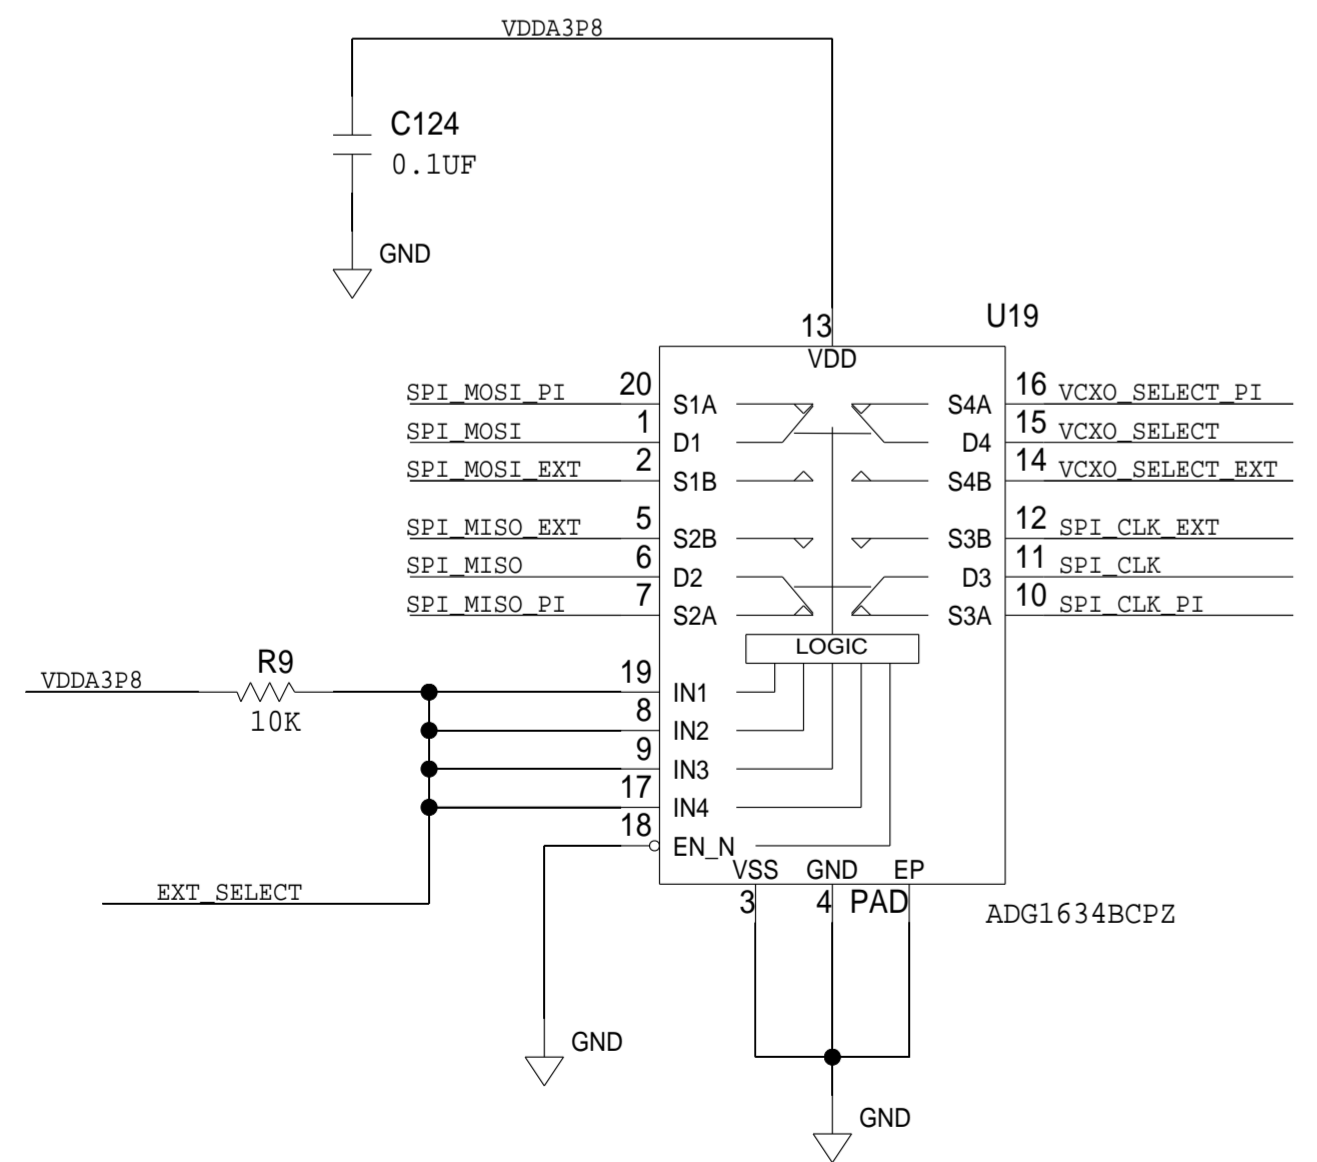 VDDA3P8
C124
0.1UF
GND
U19
13
VDD
SPI_MOSI_PI 20 S1A S4A 16 VCXO_SELECT_PI
SPI_MOSI 1 D1 D4 15 VCXO_SELECT
SPI_MOSI_EXT 2 S1B S4B 14 VCXO_SELECT_EXT
SPI_MISO_EXT 5 S2B S3B 12 SPI_CLK_EXT
SPI_MISO 6 D2 D3 11 SPI_CLK
SPI_MISO_PI 7 S2A S3A 10 SPI_CLK_PI
LOGIC
VDDA3P8 R9 19 IN1
10K 8 IN2
9 IN3
17 IN4
18 EN_N
VSS GND EP
EXT_SELECT 3 4 PAD
ADG1634BCPZ
GND
GND